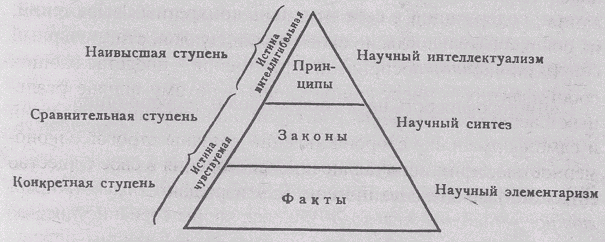 Наивысшая ступень
Истина
интеллигибельная
Прин-
ципы
Научный интеллектуализм
Сравнительная ступень
Истина
чувствуемая
Законы
Научный синтез
Конкретная ступень
Факты
Научный элементаризм